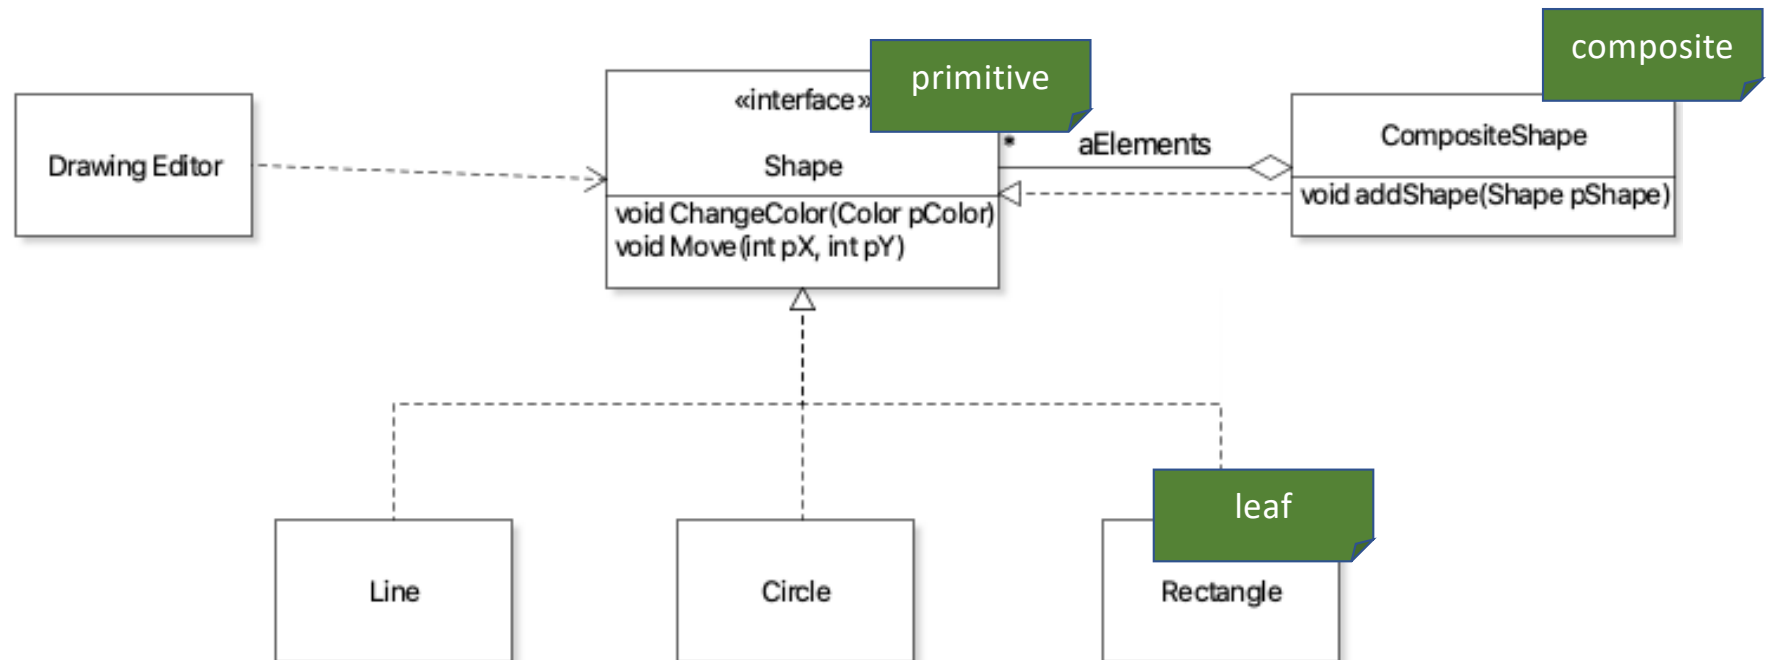 composite
primitive
«interface»
CompositeShape
* aElements
Drawing Editor
Shape
void addShape(Shape pShape)
void ChangeColor(Color pColor)
void Move(int pX, int pY)
leaf
Line
Circle
Rectangle